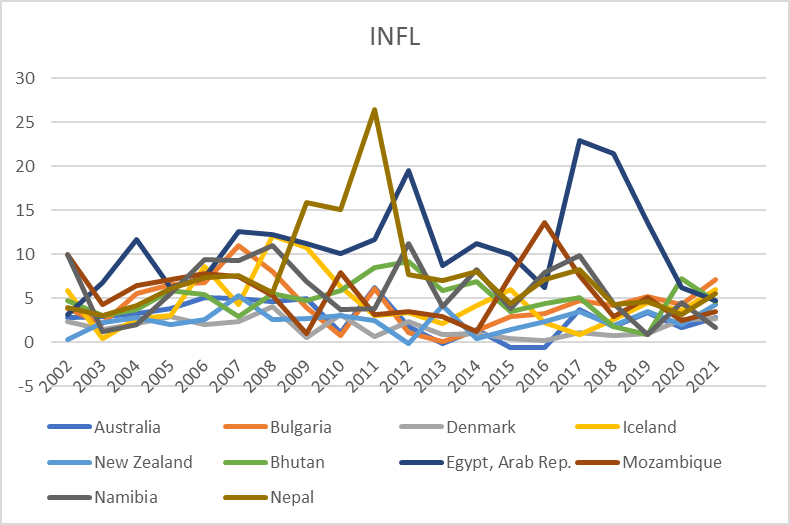 INFL
30
25
20
15
10
5
0
-5
2002 2003 2004 2005 2006 2007 2008 2009 2010 2011 2012 2013 2014 2015 2016 2017 2018 2019 2020 2021
Australia Bulgaria Denmark Iceland
New Zealand Bhutan Egypt, Arab Rep. Mozambique
Namibia Nepal